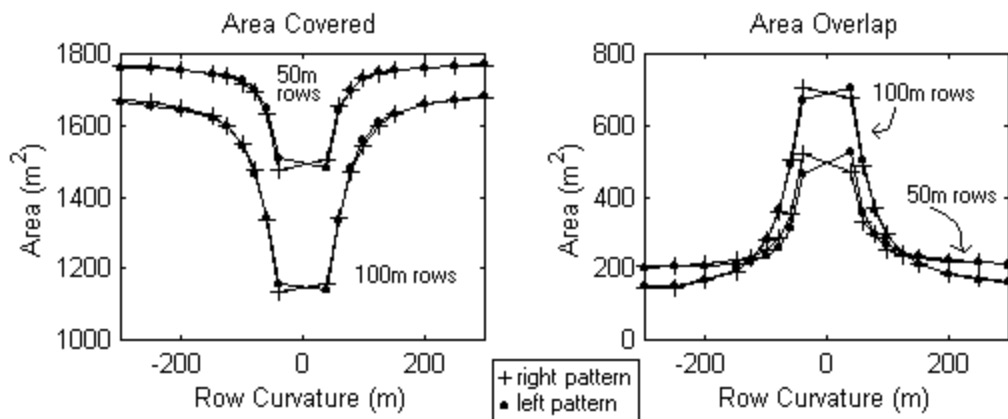 Area Covered
1800
1600
1400
1200
1000
Area (m²)
50m
rows
100m rows
-200
0
200
Row Curvature (m)
Area Overlap
800
600
400
200
0
Area (m²)
100m rows
50m rows
-200
0
200
Row Curvature (m)
+ right pattern
• left pattern